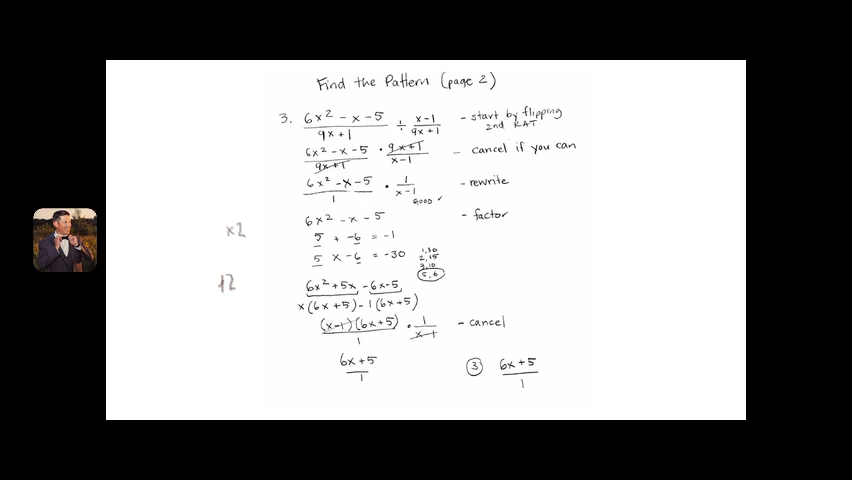 Find the Pattern (page 2)
3. 6x² - x - 5 / 9x+1 ÷ x-1 / 9x+1 - start by flipping 2nd RAT
6x² - x - 5 / 9x+1 • 9x+1 / x-1 - cancel if you can
6x² - x - 5 / 1 • 1 / x-1 GOOD ✓ - rewrite
6x² - x - 5 - factor
5 + -6 = -1
5 x -6 = -30
1,30
2,15
3,10
5,6
6x² + 5x - 6x - 5
x(6x+5) - 1(6x+5)
(x-1)(6x+5) / 1 • 1 / x-1 - cancel
6x+5 / 1
③ 6x+5 / 1
x2
12